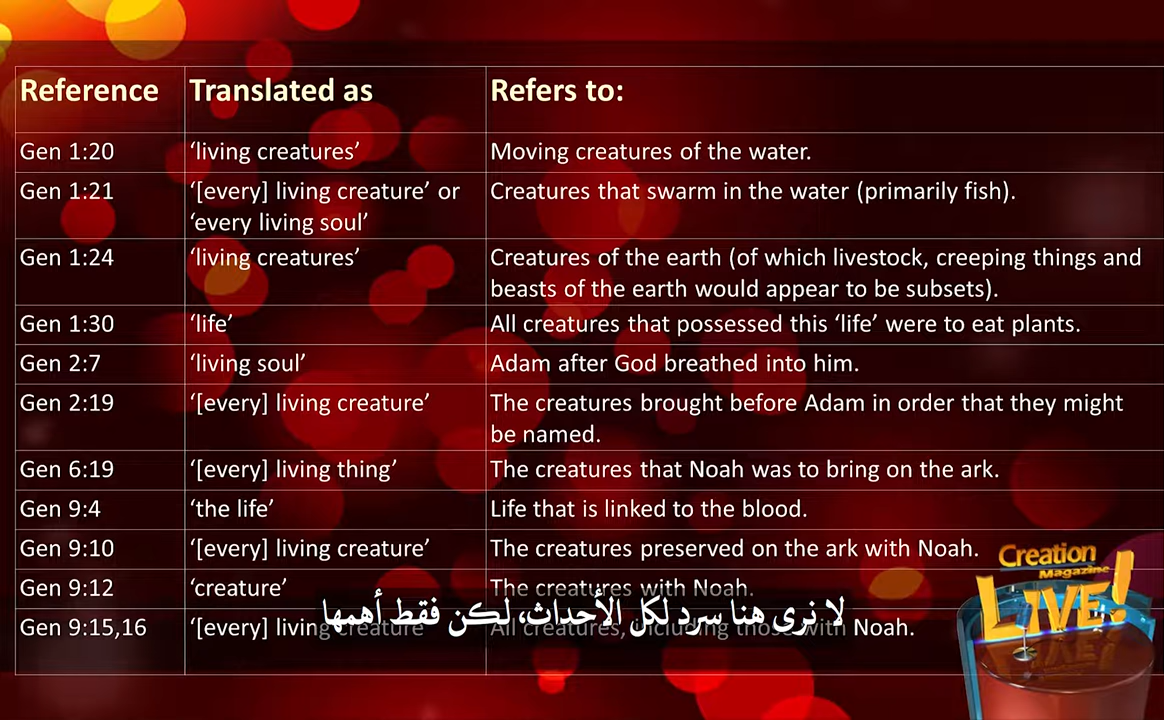 Reference Translated as Refers to:
Gen 1:20 ‘living creatures’ Moving creatures of the water.
Gen 1:21 ‘[every] living creature’ or Creatures that swarm in the water (primarily fish).
‘every living soul’
Gen 1:24 ‘living creatures’ Creatures of the earth (of which livestock, creeping things and
beasts of the earth would appear to be subsets).
Gen 1:30 ‘life’ All creatures that possessed this ‘life’ were to eat plants.
Gen 2:7 ‘living soul’ Adam after God breathed into him.
Gen 2:19 ‘[every] living creature’ The creatures brought before Adam in order that they might
be named.
Gen 6:19 ‘[every] living thing’ The creatures that Noah was to bring on the ark.
Gen 9:4 ‘the life’ Life that is linked to the blood.
Gen 9:10 ‘[every] living creature’ The creatures preserved on the ark with Noah.
Gen 9:12 ‘creature’ The creatures with Noah.
Gen 9:15,16 ‘[every] living creature’ All creatures, including those with Noah.
لا نرى هنا سرد لكل الأحداث، لكن فقط أهمها
Creation
Magazine
LIVE!